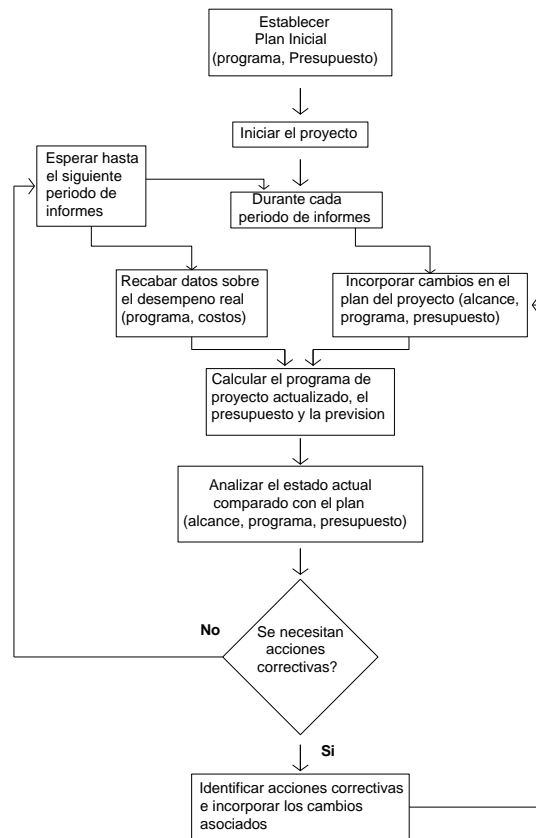 Establecer
Plan Inicial
(programa, Presupuesto)
Iniciar el proyecto
Esperar hasta
el siguiente
periodo de
informes
Durante cada
periodo de informes
Recabar datos sobre
el desempeno real
(programa, costos)
Incorporar cambios en el
plan del proyecto (alcance,
programa, presupuesto)
Calcular el programa de
proyecto actualizado, el
presupuesto y la prevision
Analizar el estado actual
comparado con el plan
(alcance, programa, presupuesto)
No
Se necesitan
acciones
correctivas?
Si
Identificar acciones correctivas
e incorporar los cambios
asociados